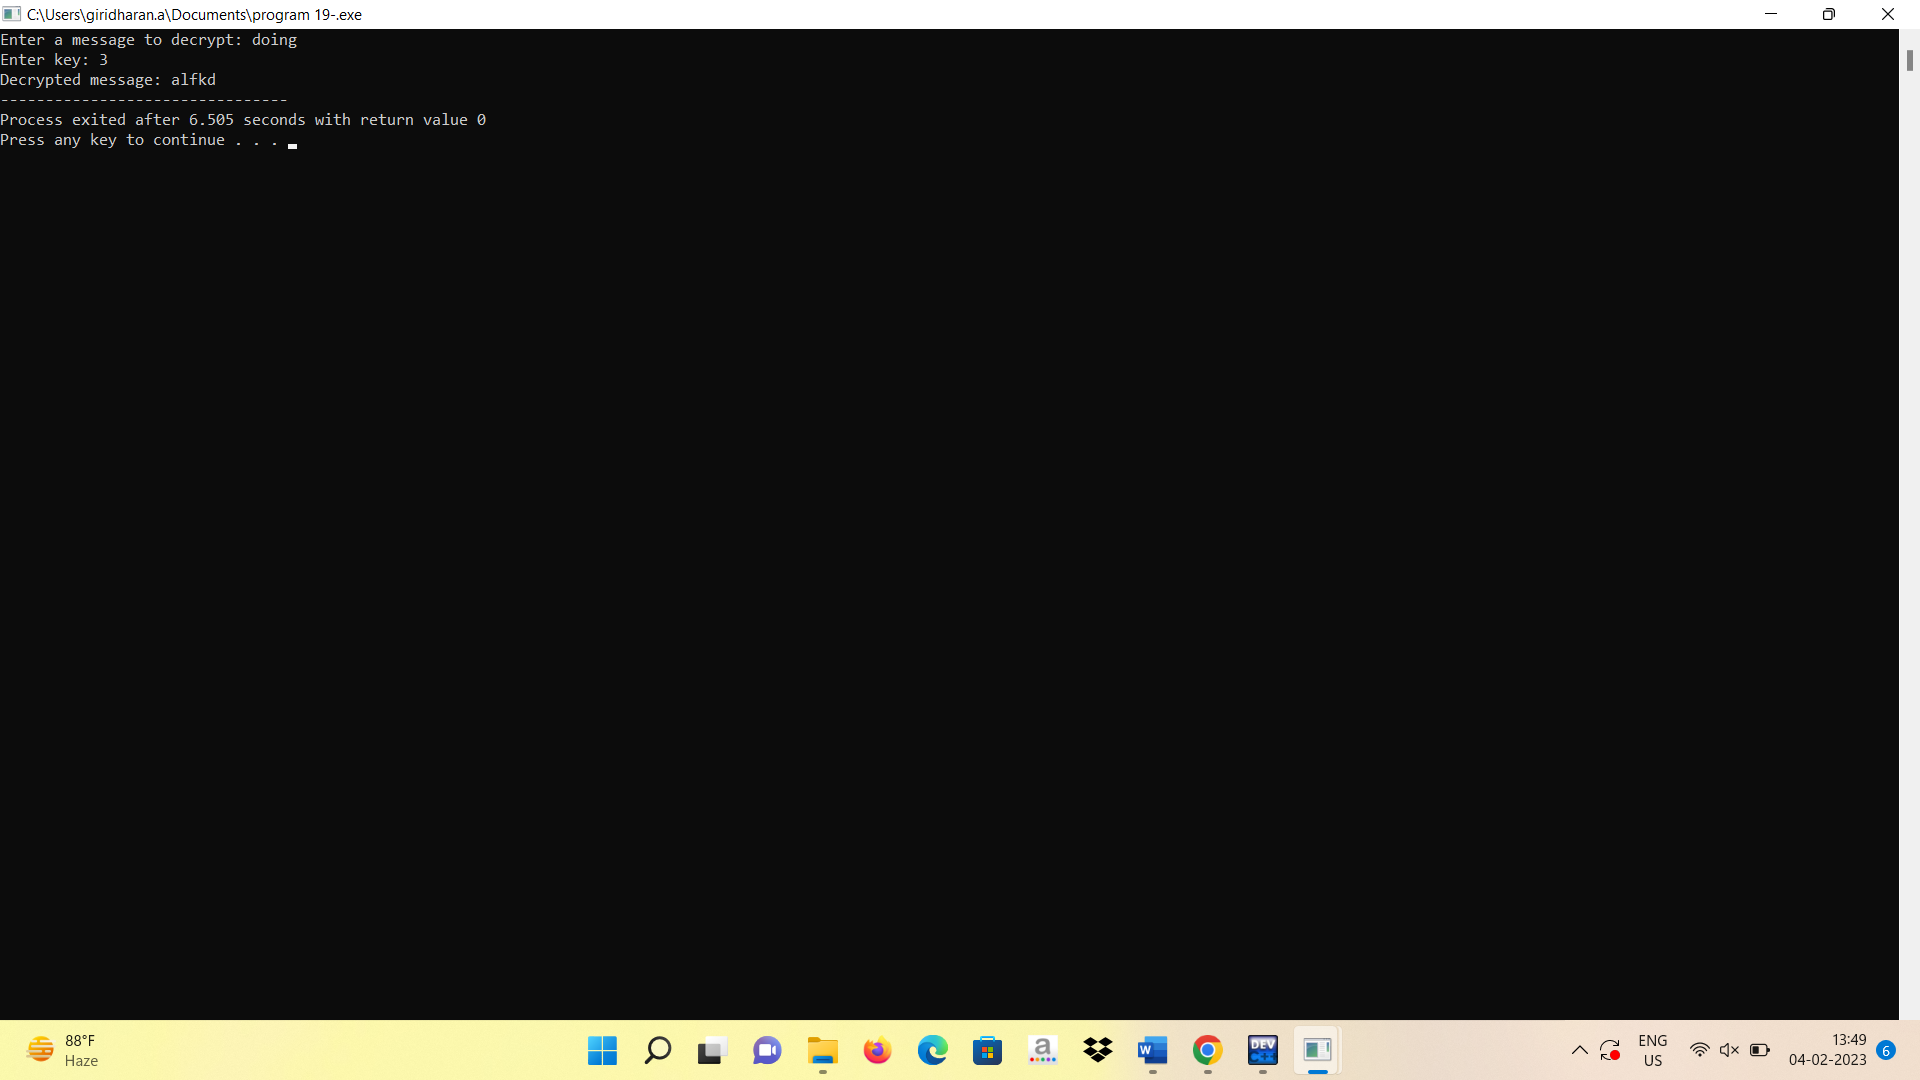 C:\Users\giridharan.a\Documents\program 19-.exe
Enter a message to decrypt: doing
Enter key: 3
Decrypted message: alfkd
--------------------------------
Process exited after 6.505 seconds with return value 0
Press any key to continue . . .
88°F
Haze
a
W
DEV
C++
ENG
US
13:49
04-02-2023
6